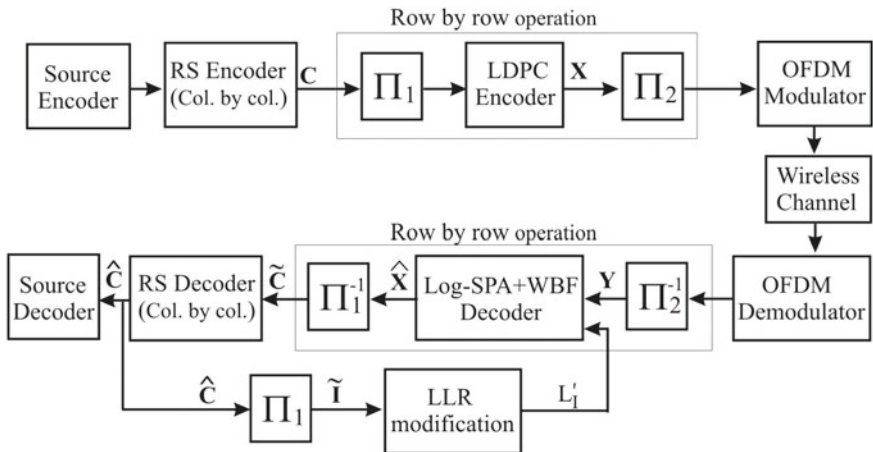 Row by row operation
Source
Encoder
RS Encoder
(Col. by col.)
C
Π₁
LDPC
Encoder
X
Π₂
OFDM
Modulator
Wireless
Channel
Row by row operation
Source
Decoder
Ĉ
RS Decoder
(Col. by col.)
C̃
Π₁⁻¹
X̂
Log-SPA+WBF
Decoder
Y
Π₂⁻¹
OFDM
Demodulator
Ĉ
Π₁
Ĩ
LLR
modification
L'_I